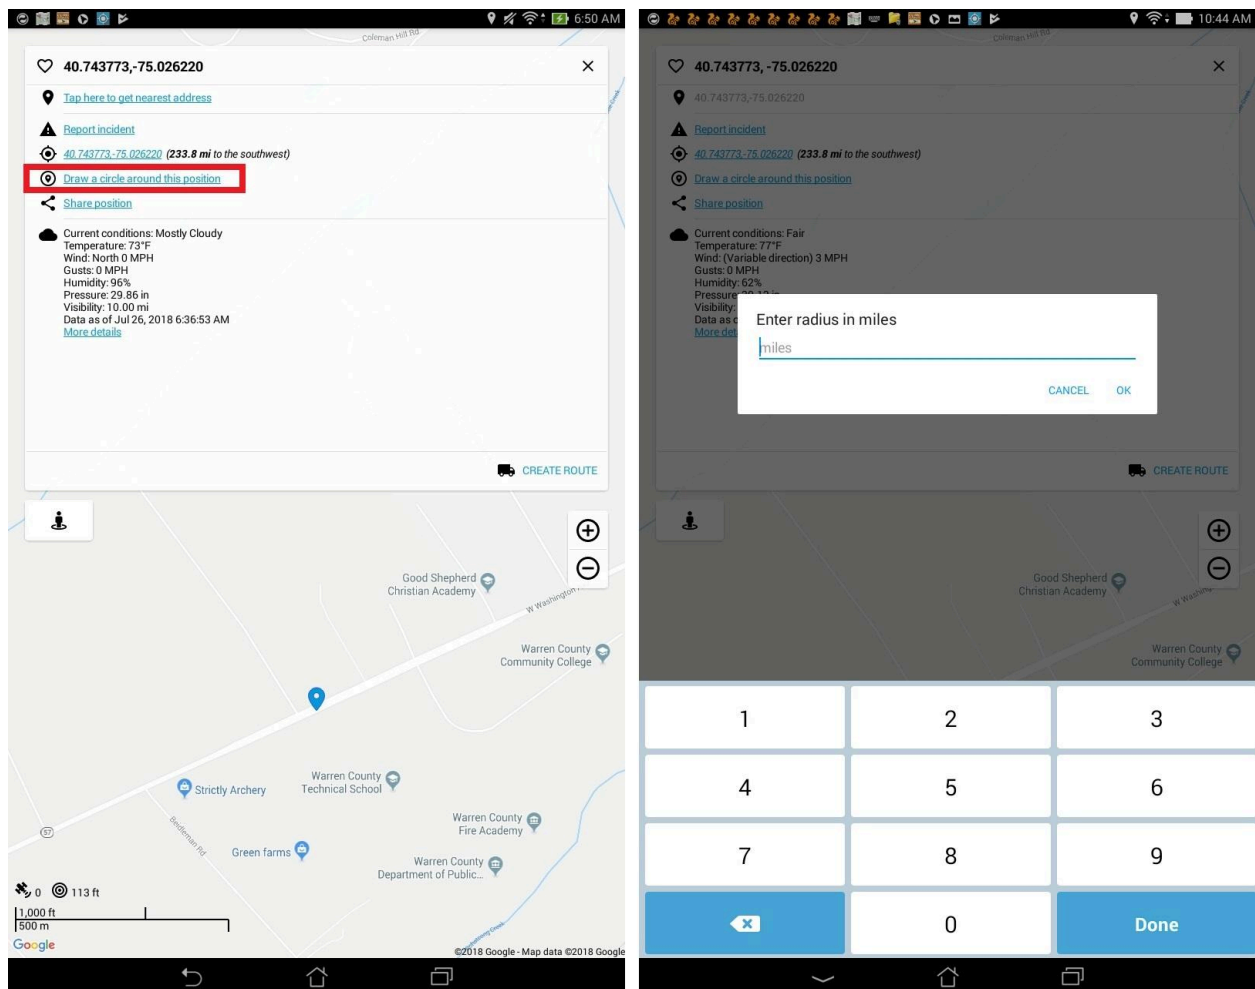 6:50 AM
Coleman Hill Rd
40.743773,-75.026220
Tap here to get nearest address
Report incident
40.743773,-75.026220 (233.8 mi to the southwest)
Draw a circle around this position
Share position
Current conditions: Mostly Cloudy
Temperature: 73°F
Wind: North 0 MPH
Gusts: 0 MPH
Humidity: 96%
Pressure: 29.86 in
Visibility: 10.00 mi
Data as of Jul 26, 2018 6:36:53 AM
More details
CREATE ROUTE
Good Shepherd
Christian Academy
W Washington
Warren County
Community College
Strictly Archery
Warren County
Technical School
Warren County
Fire Academy
57
Beidleman Rd
Green farms
Warren County
Department of Public...
0 113 ft
1,000 ft
500 m
Google
©2018 Google - Map data ©2018 Google
10:44 AM
Coleman Hill Rd
40.743773, -75.026220
40.743773,-75.026220
Report incident
40.743773,-75.026220 (233.8 mi to the southwest)
Draw a circle around this position
Share position
Current conditions: Fair
Temperature: 77°F
Wind: (Variable direction) 3 MPH
Gusts: 0 MPH
Humidity: 62%
Pressure
Visibility:
Data as
More
Enter radius in miles
miles
CANCEL OK
CREATE ROUTE
Good Shepherd
Christian Academy
Warren County
Community College
1 2 3
4 5 6
7 8 9
0 Done